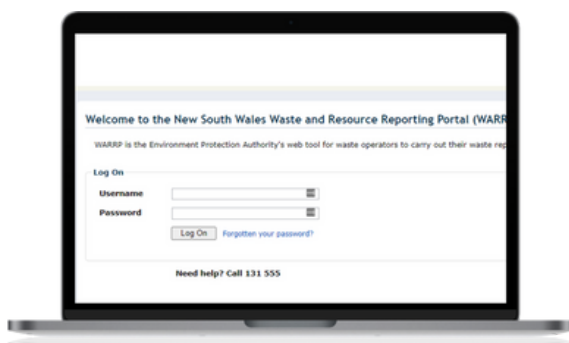 Welcome to the New South Wales Waste and Resource Reporting Portal (WARR
WARRP is the Environment Protection Authority's web tool for waste operators to carry out their waste rep
Log On
Username
Password
Log On Forgotten your password?
Need help? Call 131 555